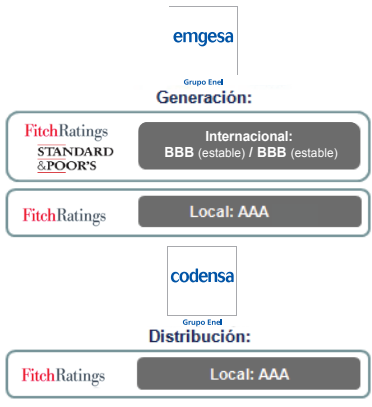 emgesa
Grupo Enel
Generación:
FitchRatings
STANDARD
&POOR'S
Internacional:
BBB (estable) / BBB (estable)
FitchRatings
Local: AAA
codensa
Grupo Enel
Distribución:
FitchRatings
Local: AAA